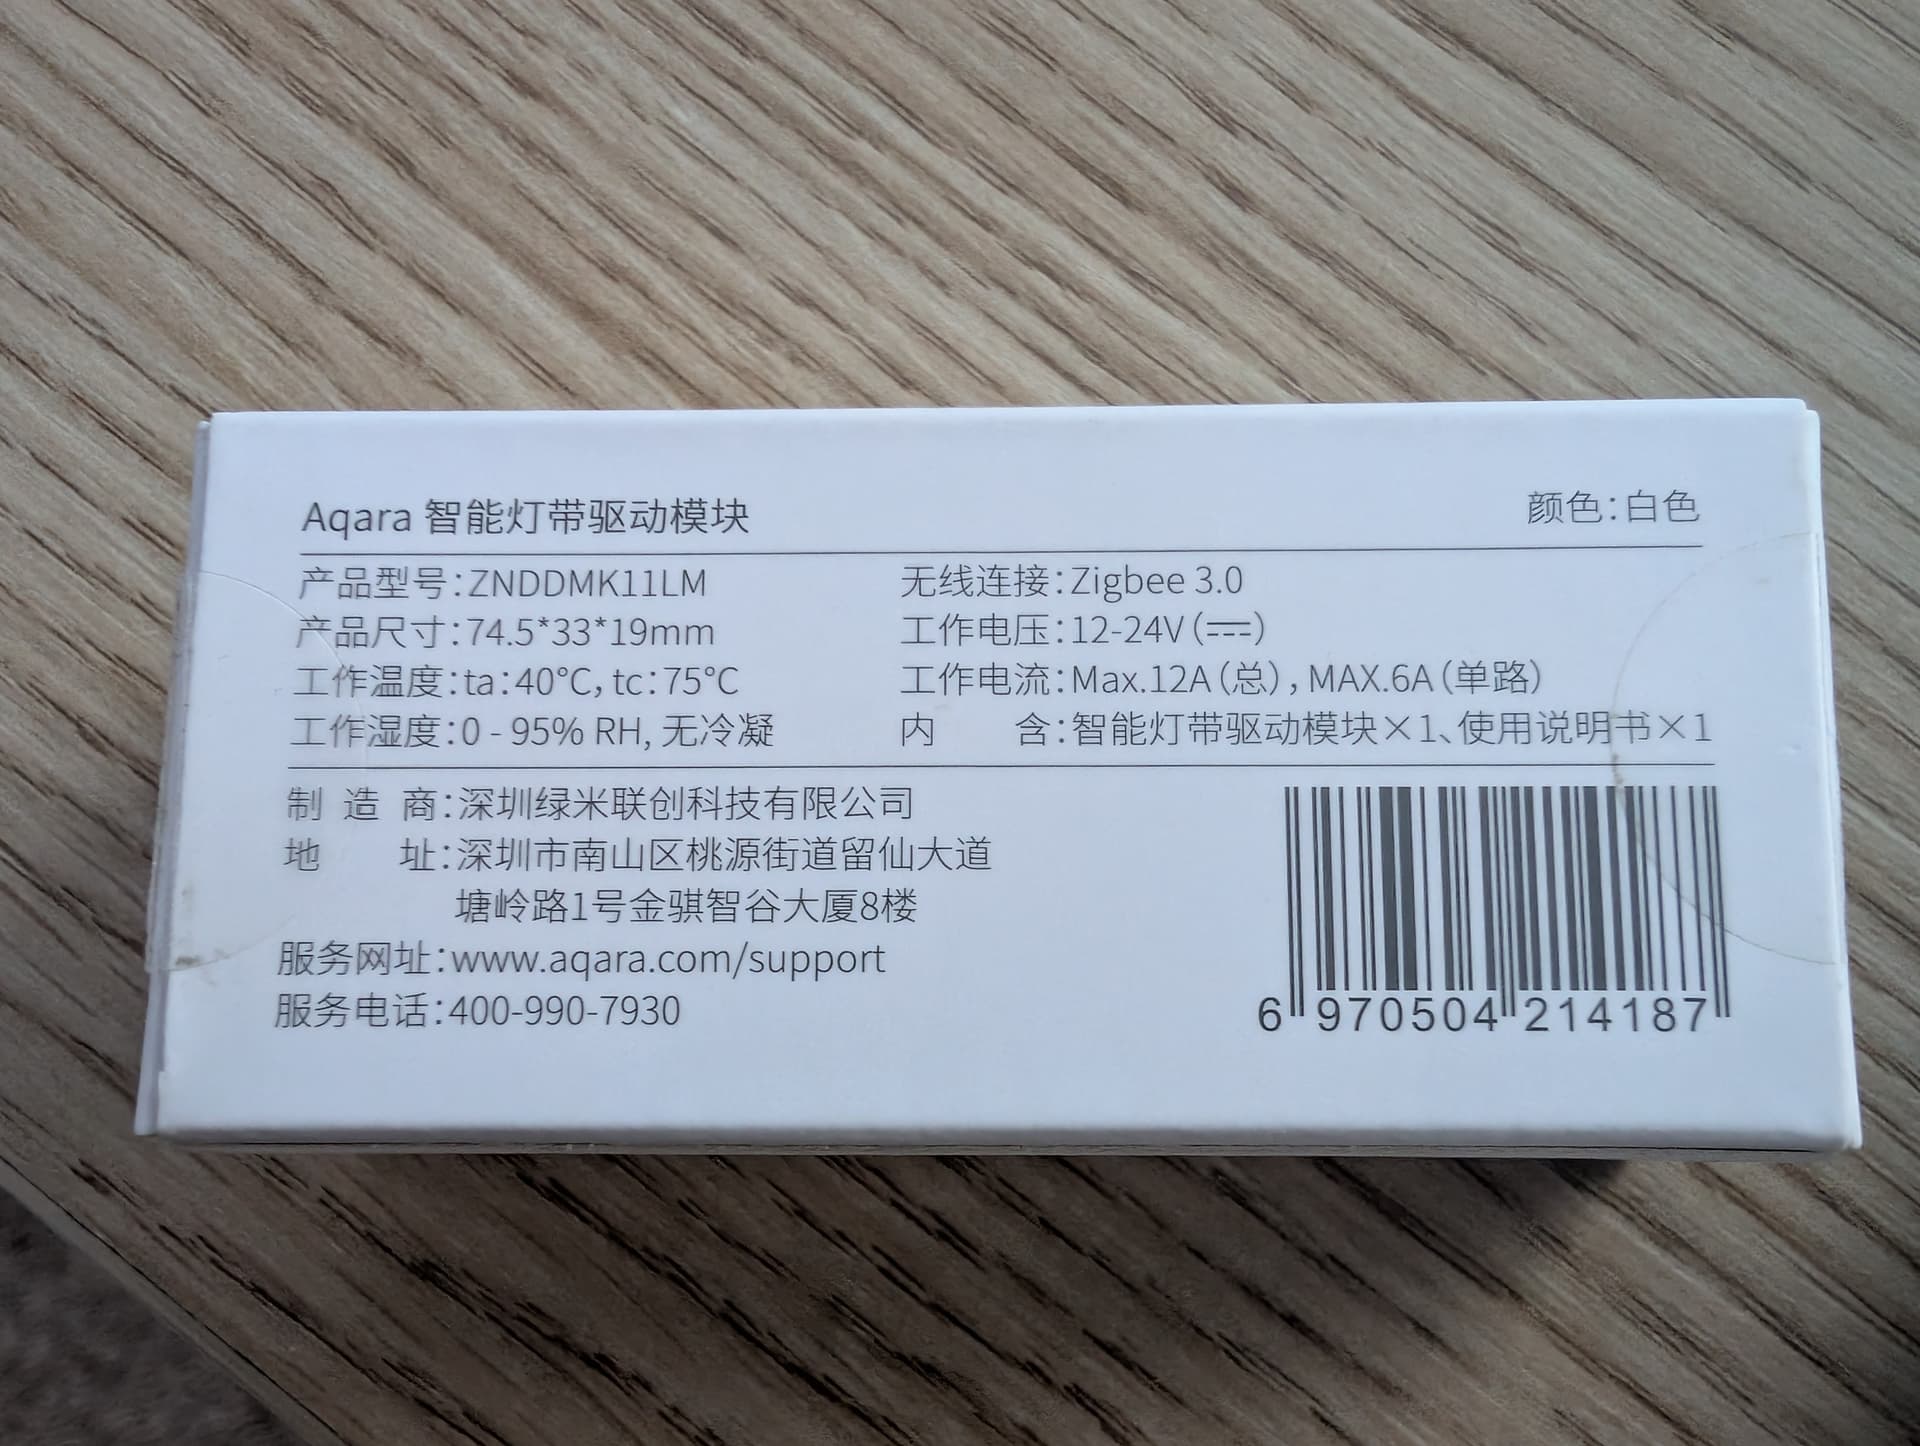 Aqara 智能灯带驱动模块
颜色：白色
产品型号：ZNDDMK11LM
无线连接：Zigbee 3.0
产品尺寸：74.5*33*19mm
工作电压：12-24V（⎓）
工作温度：ta：40°C，tc：75°C
工作电流：Max.12A（总），MAX.6A（单路）
工作湿度：0 - 95% RH, 无冷凝
内 含：智能灯带驱动模块×1、使用说明书×1
制 造 商：深圳绿米联创科技有限公司
地 址：深圳市南山区桃源街道留仙大道
塘岭路1号金骐智谷大厦8楼
服务网址：www.aqara.com/support
服务电话：400-990-7930
6 970504 214187